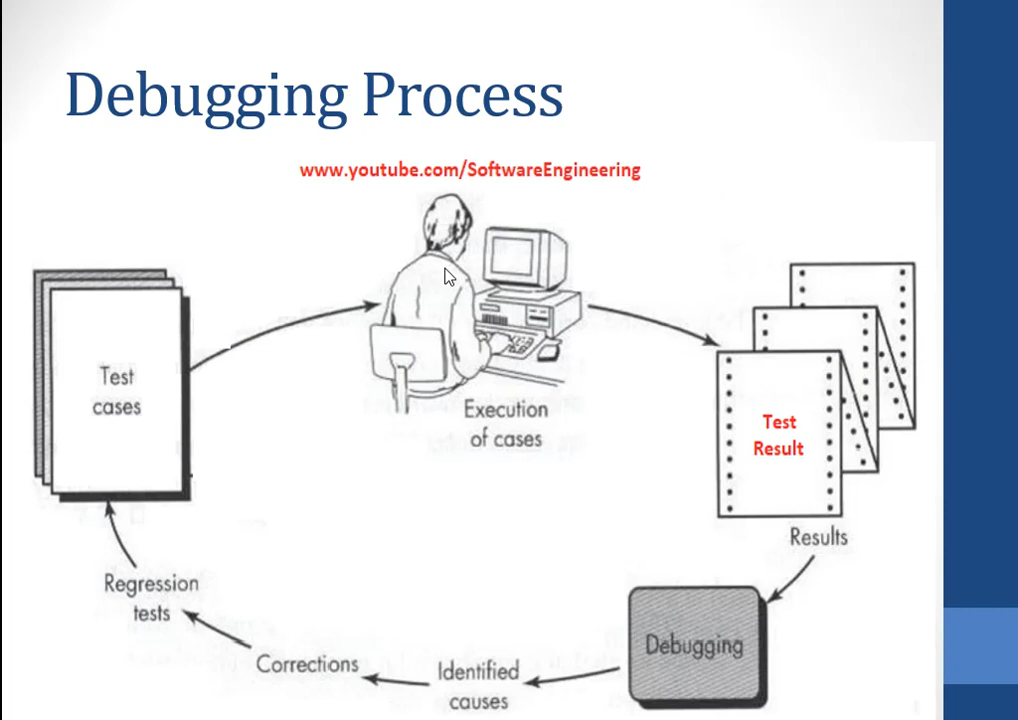 Debugging Process
www.youtube.com/SoftwareEngineering
Test
cases
Execution
of cases
Test
Result
Results
Debugging
Identified
causes
Corrections
Regression
tests